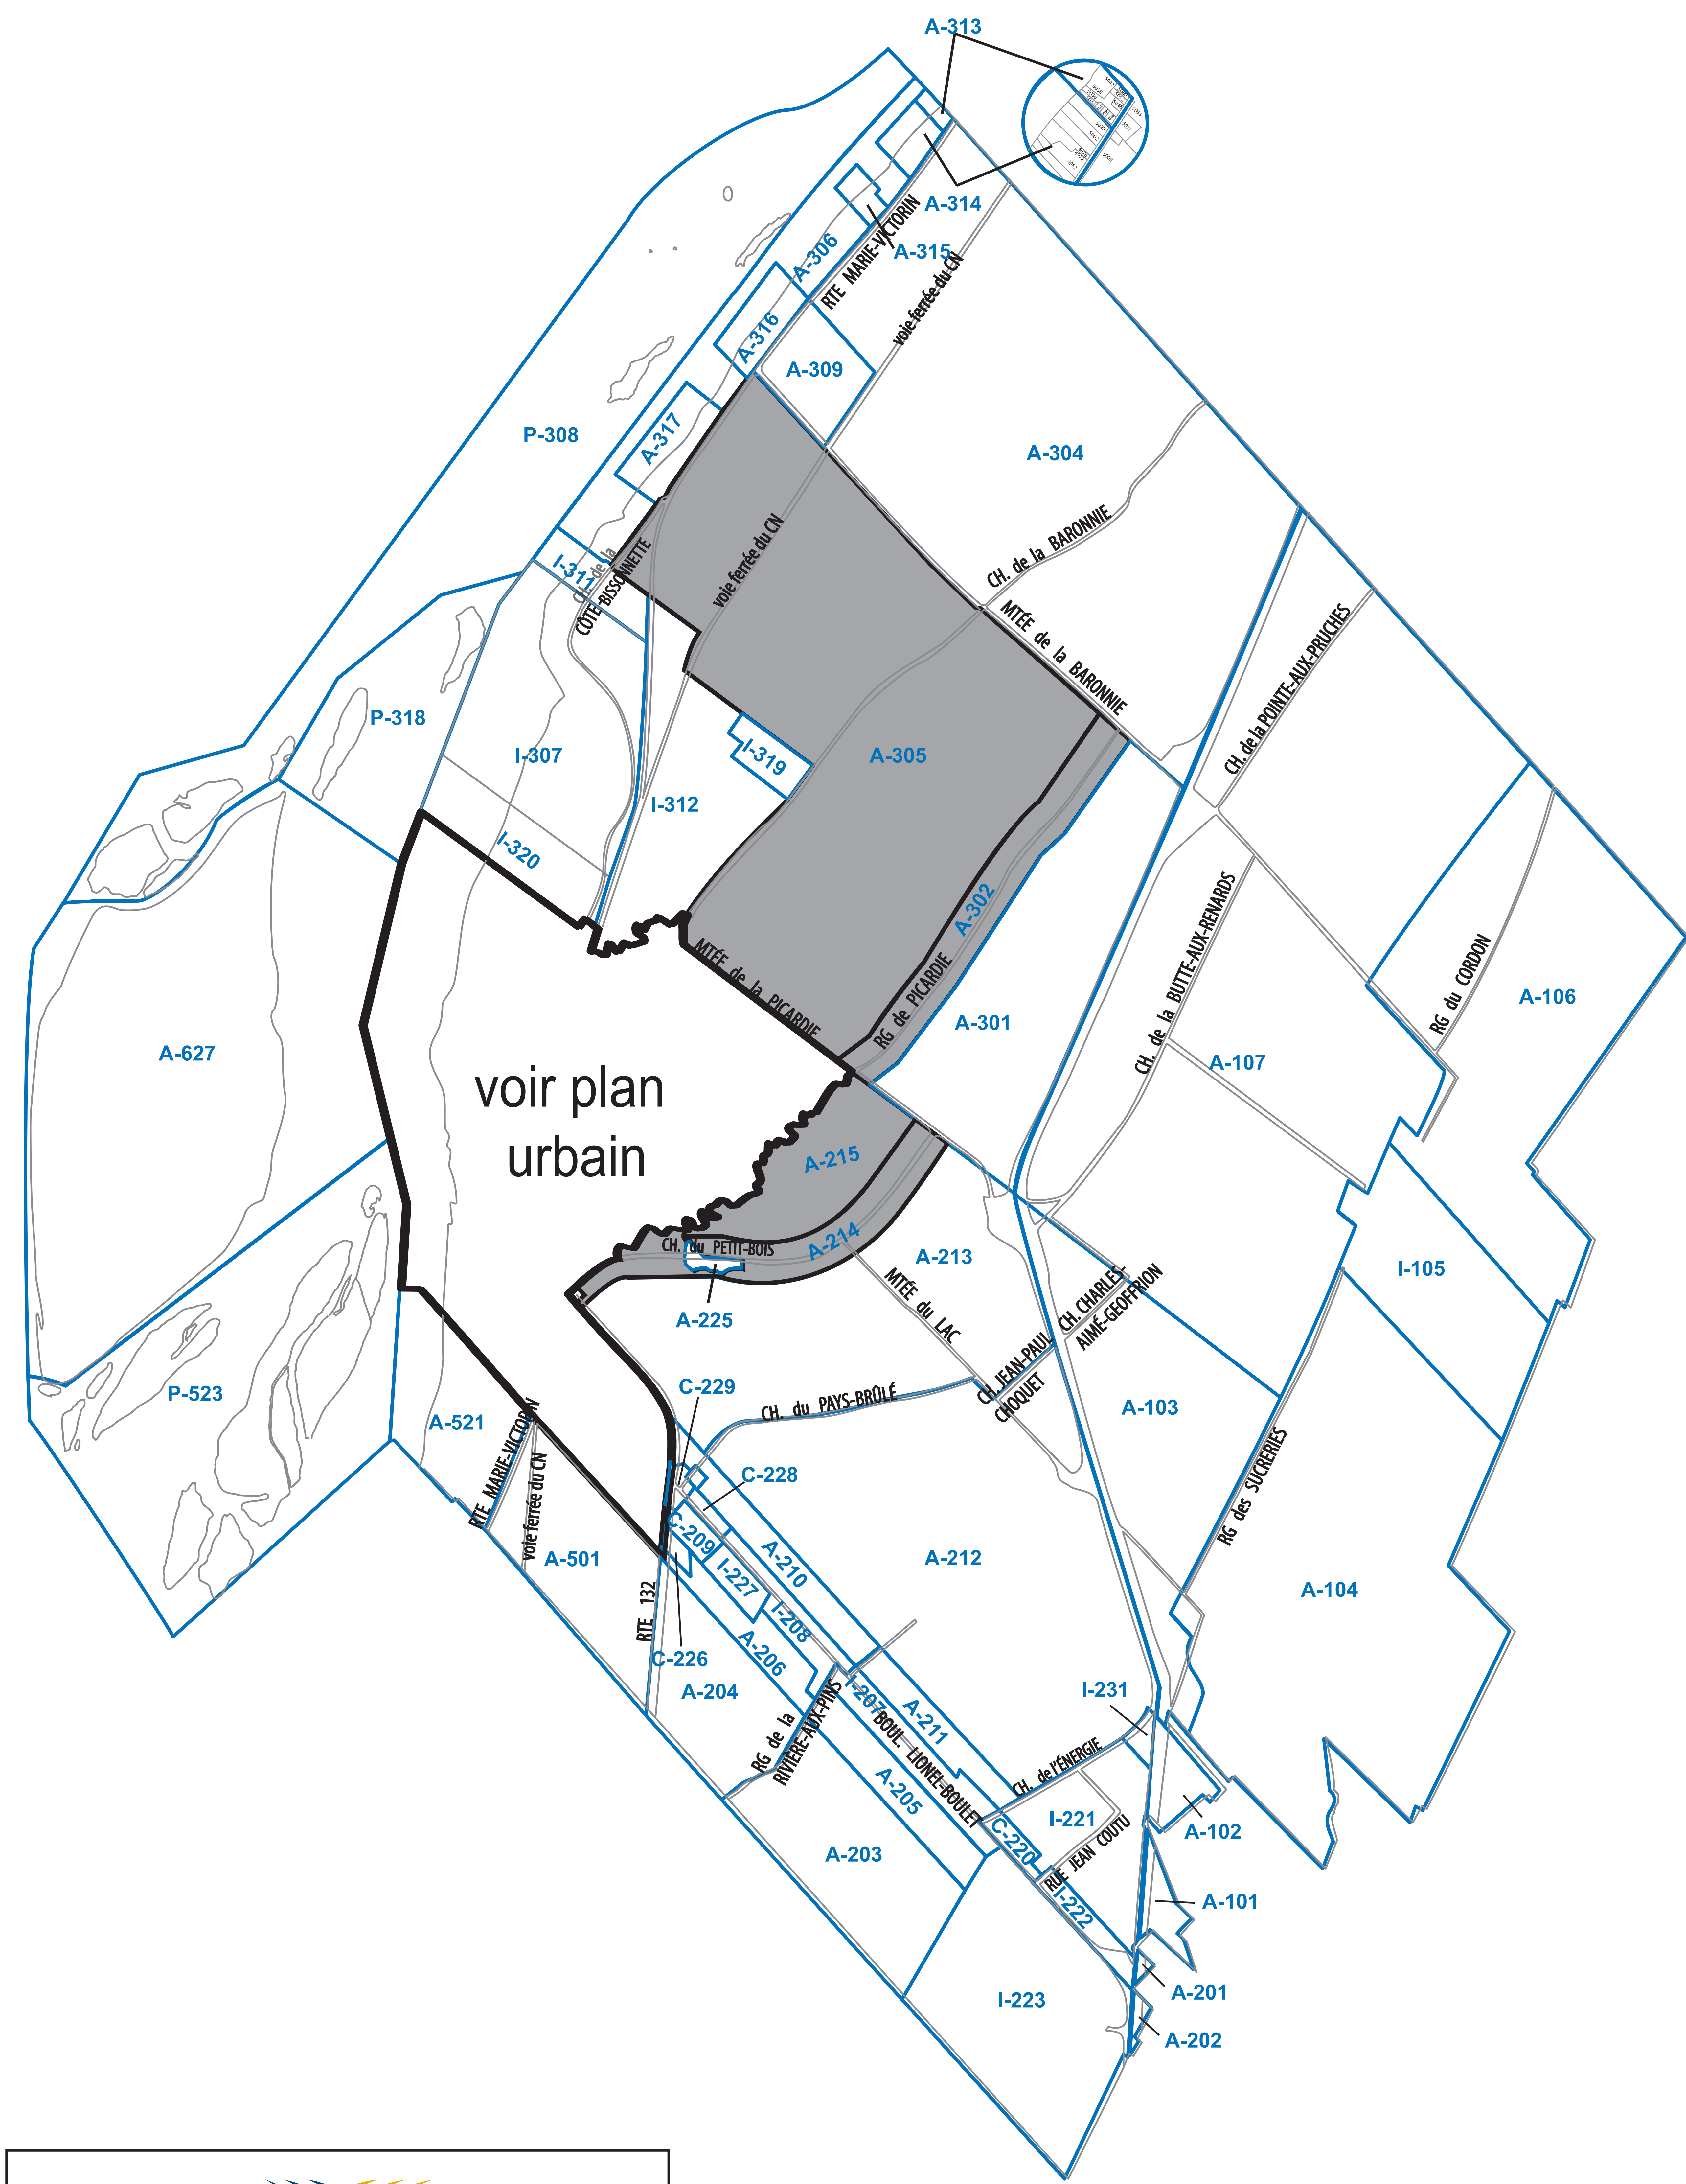 A-313
A-314
A-315
RTE MARIE-VICTORIN
A-306
voie ferrée du CN
A-316
A-309
P-308
A-317
A-304
CH. de la BARONNIE
voie ferrée du CN
I-311
CH. de la
CÔTE-BISSONNETTE
MTÉE de la BARONNIE
CH. de la POINTE-AUX-PRUCHES
P-318
I-307
I-319
A-305
I-312
I-320
A-302
CH. de la BUTTE-AUX-RENARDS
MTÉE de la PICARDIE
RG de PICARDIE
RG du CORDON
A-106
A-301
A-627
A-107
voir plan
urbain
A-215
CH. du PETIT-BOIS
A-214
A-213
I-105
MTÉE du LAC
CH. CHARLES-
AIMÉ-GEOFFRION
A-225
CH. JEAN-PAUL
CHOQUET
C-229
P-523
CH. du PAYS-BRÛLÉ
A-103
A-521
RTE MARIE-VICTORIN
voie ferrée du CN
C-228
RG des SUCRERIES
C-209
A-210
A-501
A-212
I-227
A-104
RTE 132
I-208
A-206
C-226
A-204
I-207
I-231
A-211
RG de la
RIVIÈRE-AUX-PINS
BOUL. LIONEL-BOULET
CH. de l'ÉNERGIE
A-205
I-221
A-102
C-220
A-203
RUE JEAN COUTU
A-101
I-222
A-201
I-223
A-202